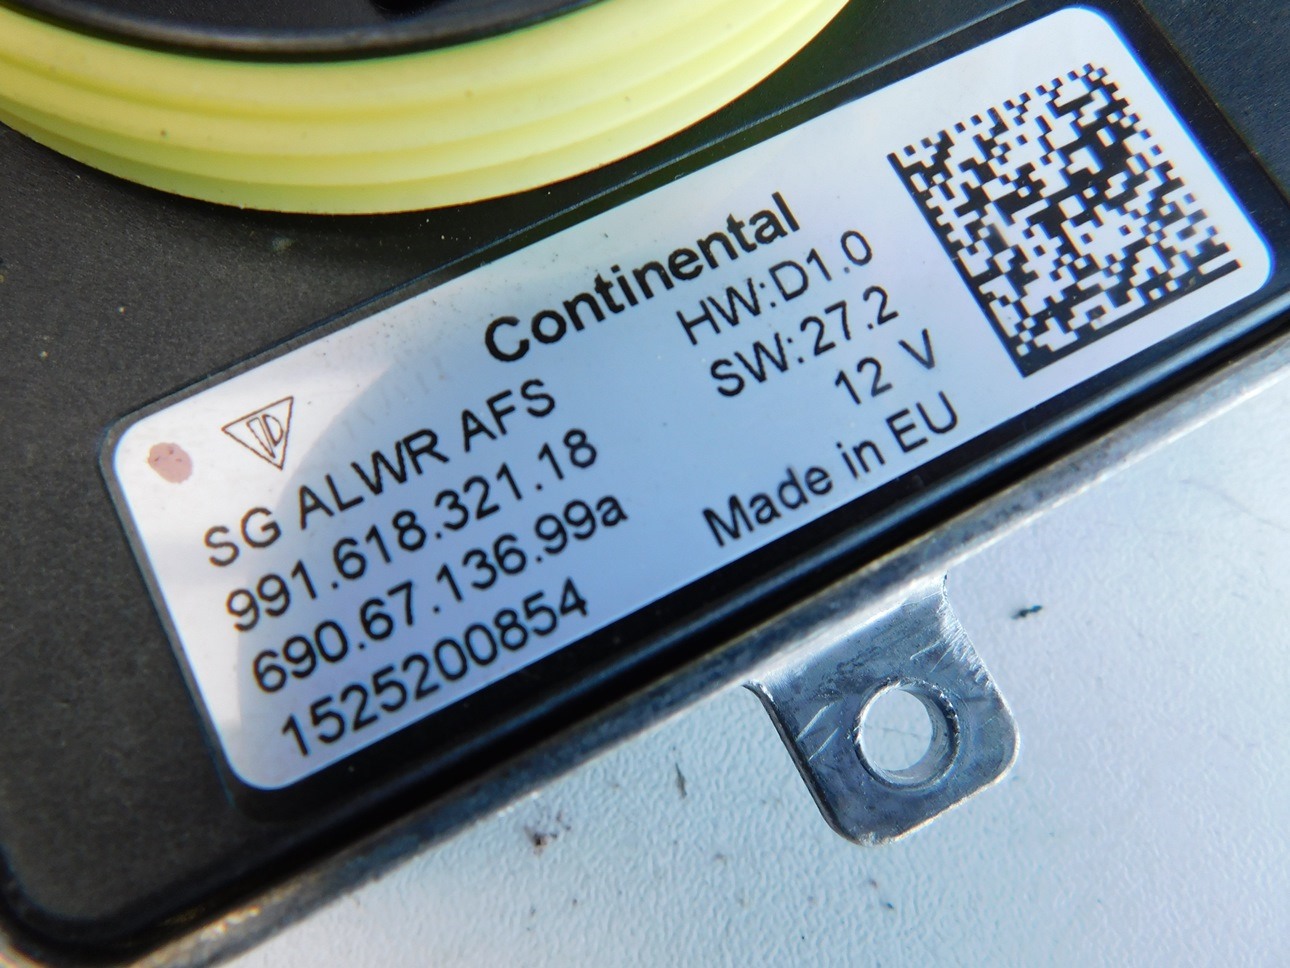 Continental
SG ALWR AFS
HW:D1.0
991.618.321.18
SW:27.2
690.67.136.99a
12 V
1525200854
Made in EU